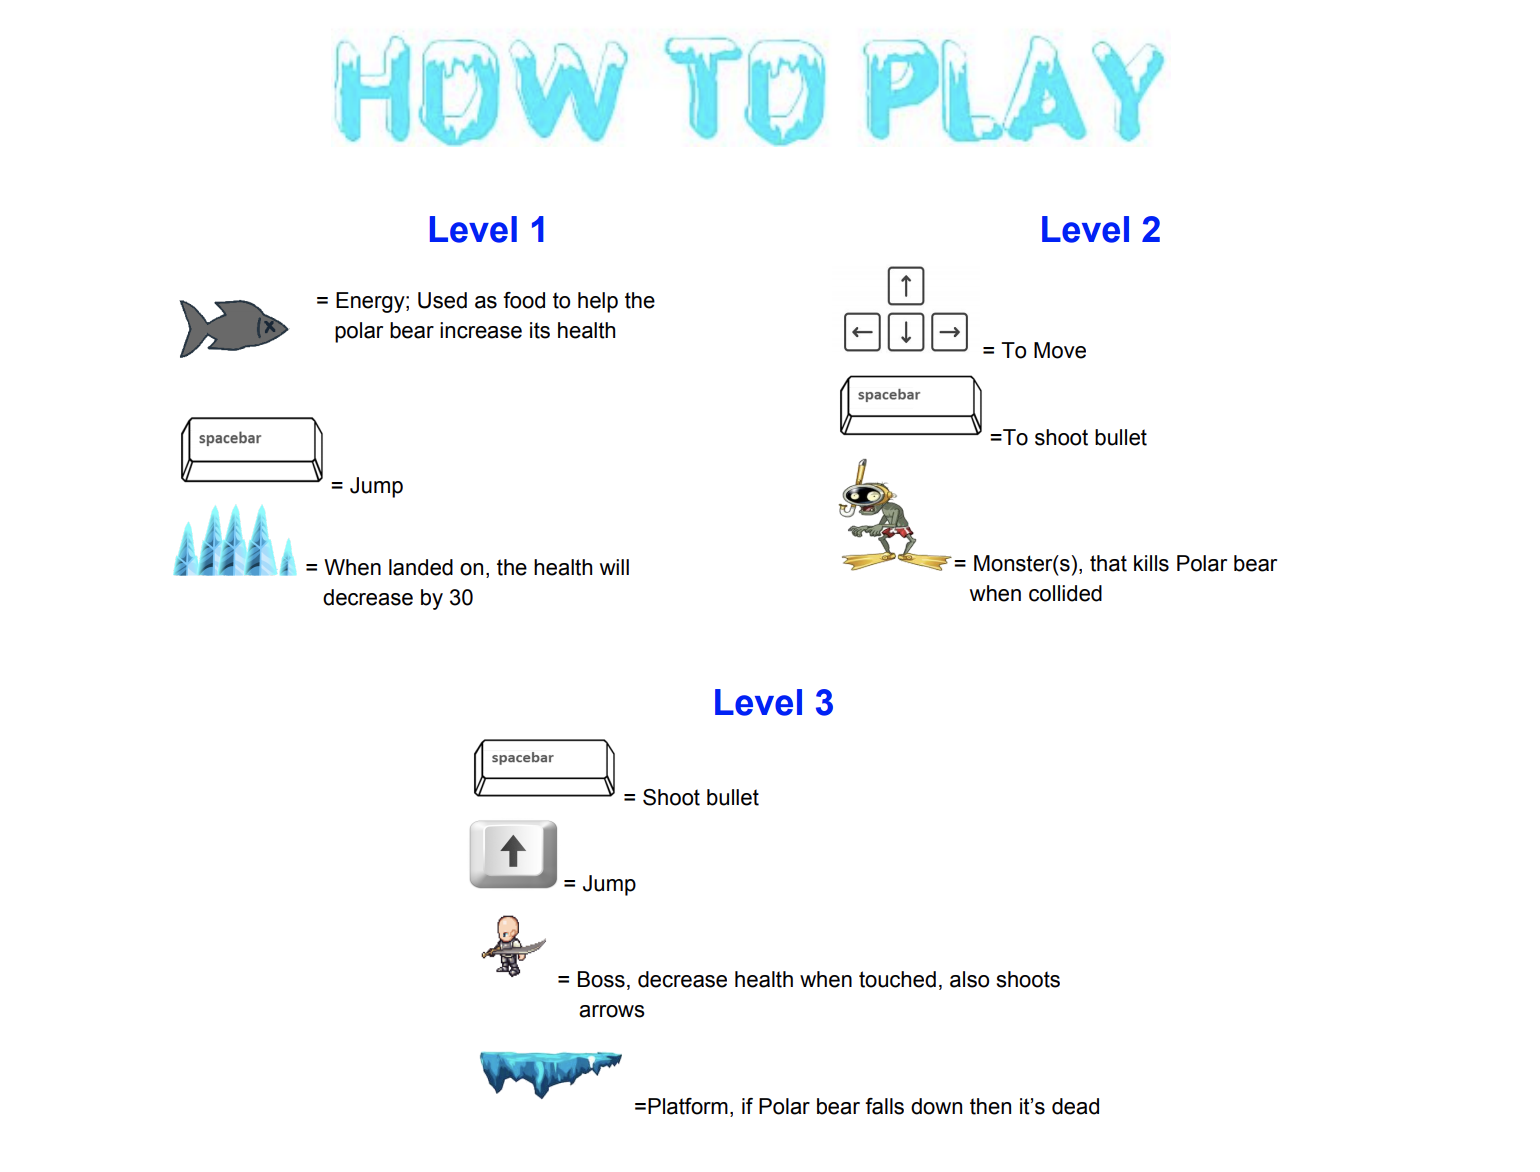 HOW TO PLAY
Level 1
= Energy; Used as food to help the
polar bear increase its health
spacebar
= Jump
= When landed on, the health will
decrease by 30
Level 2
↑
← ↓ →
= To Move
spacebar
=To shoot bullet
= Monster(s), that kills Polar bear
when collided
Level 3
spacebar
= Shoot bullet
↑
= Jump
= Boss, decrease health when touched, also shoots
arrows
=Platform, if Polar bear falls down then it’s dead